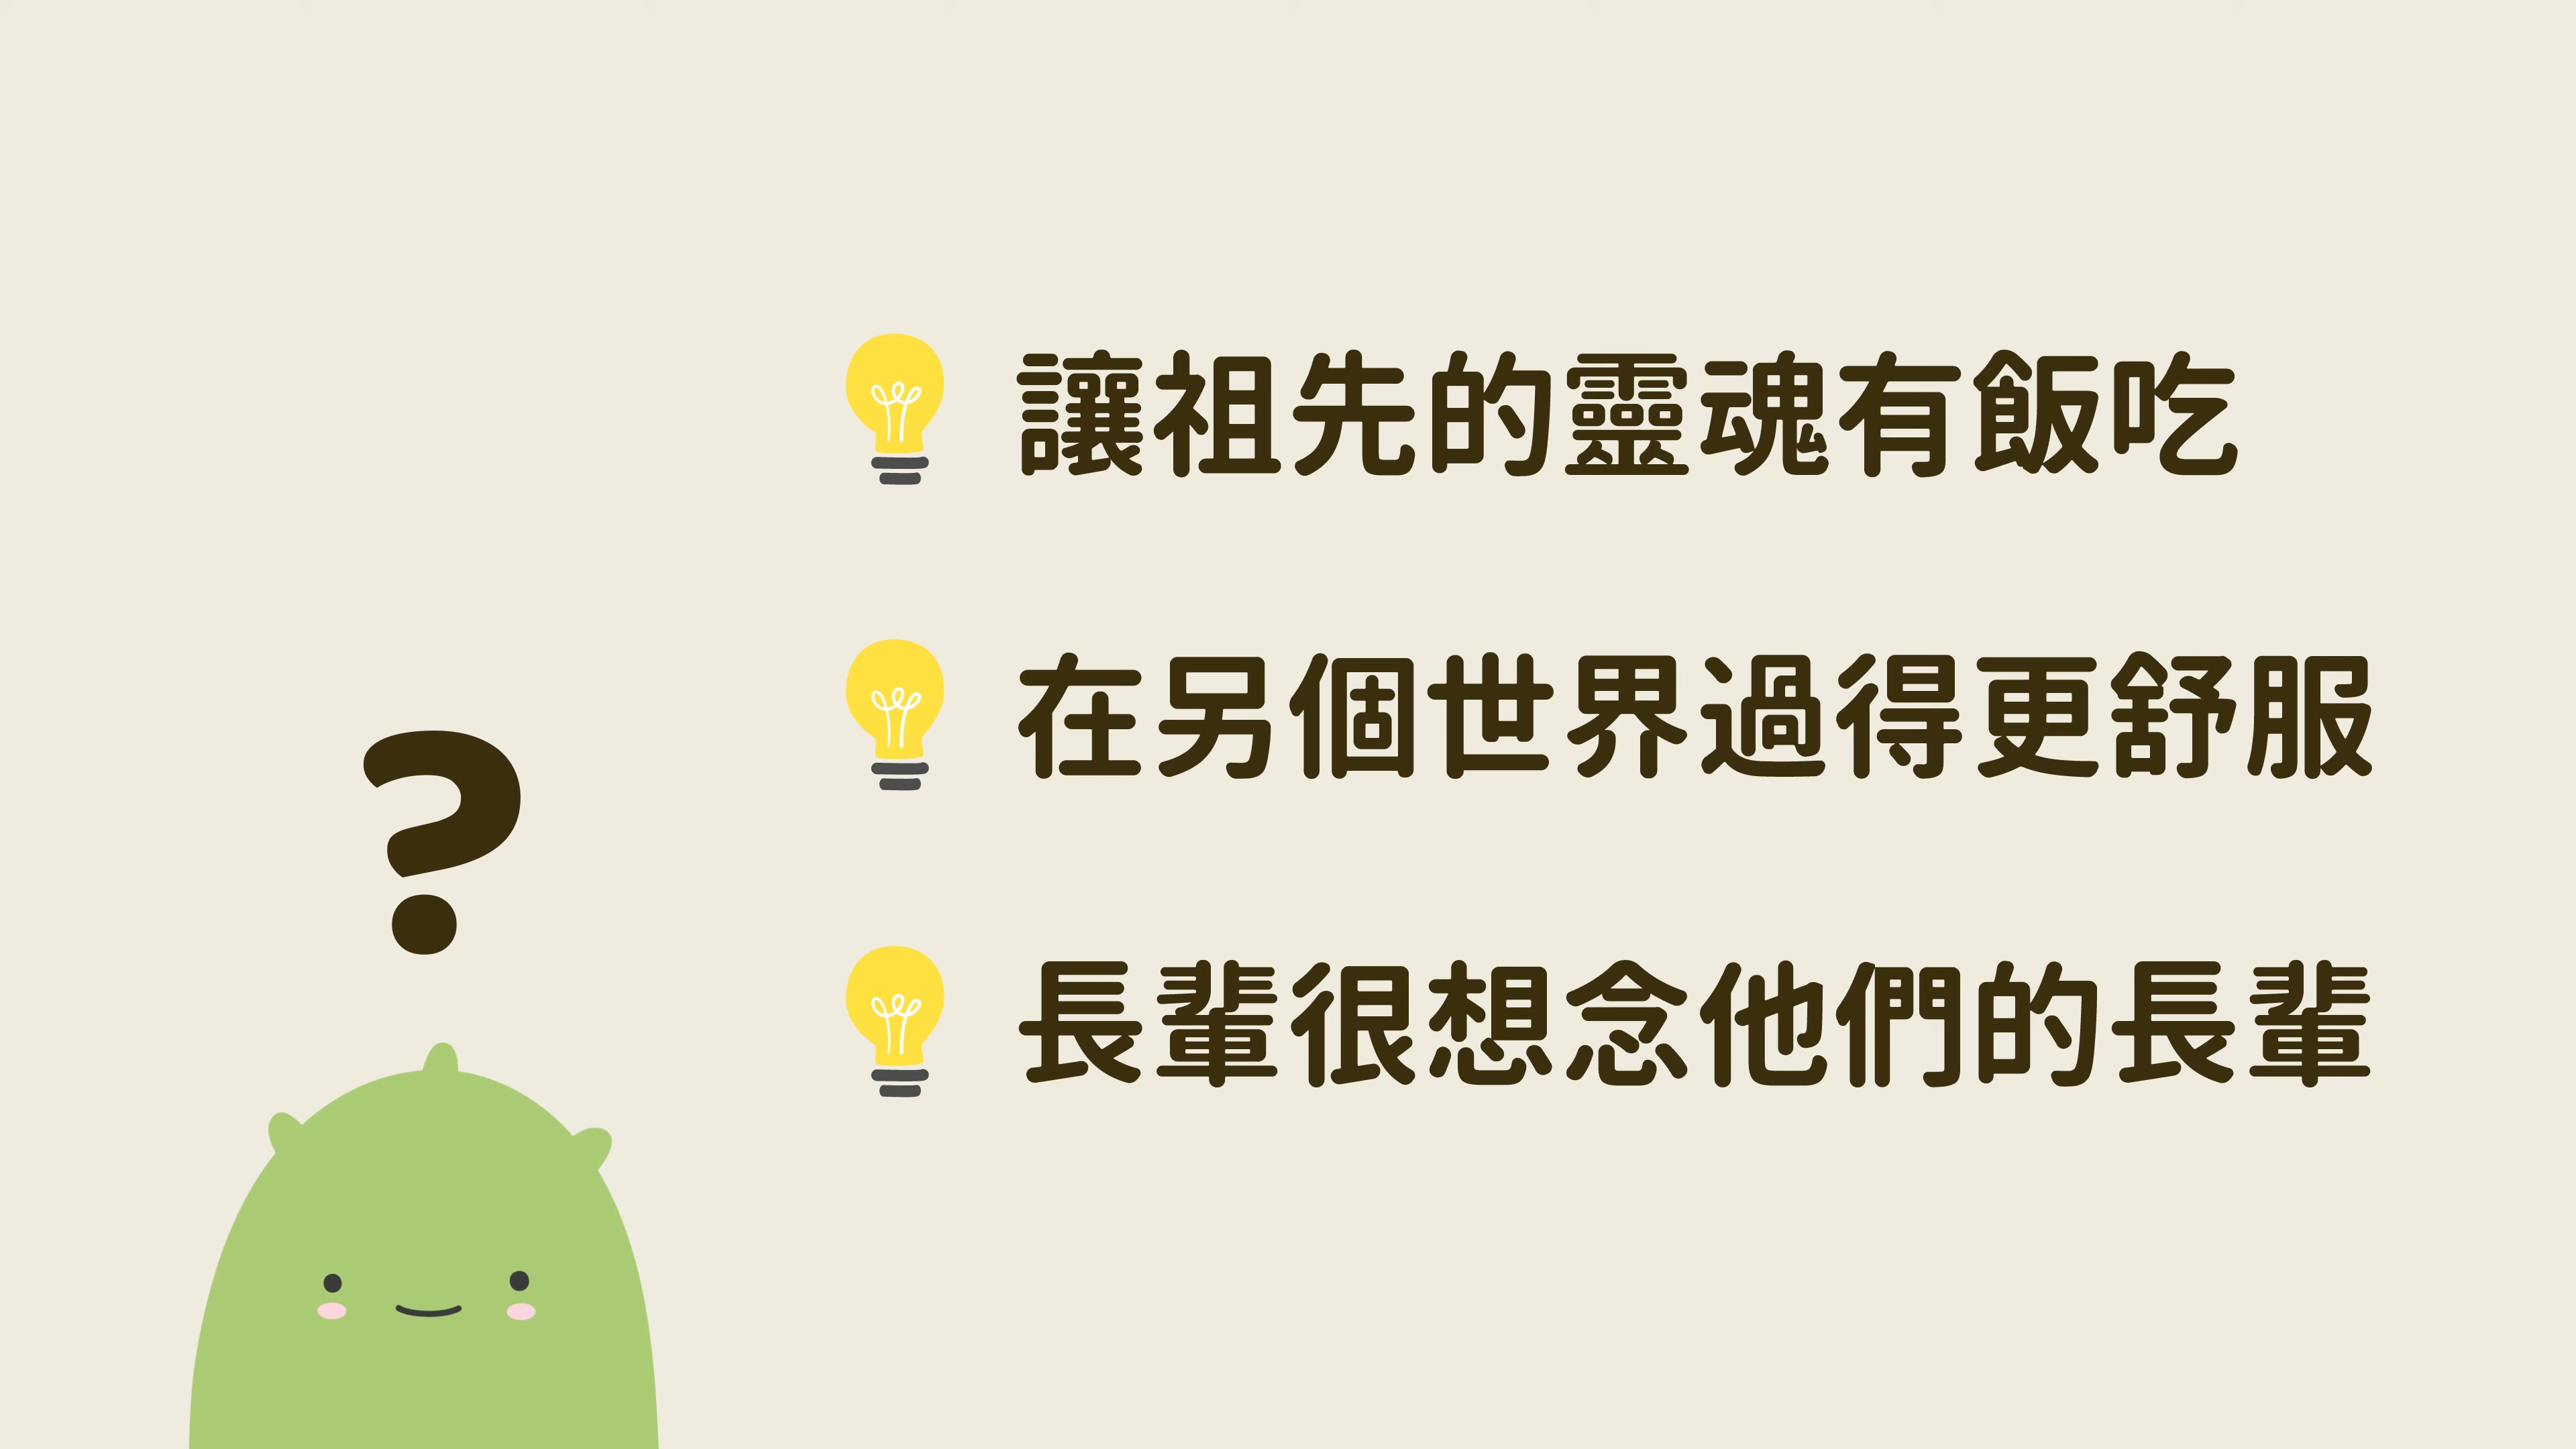 讓祖先的靈魂有飯吃
在另個世界過得更舒服
長輩很想念他們的長輩
?